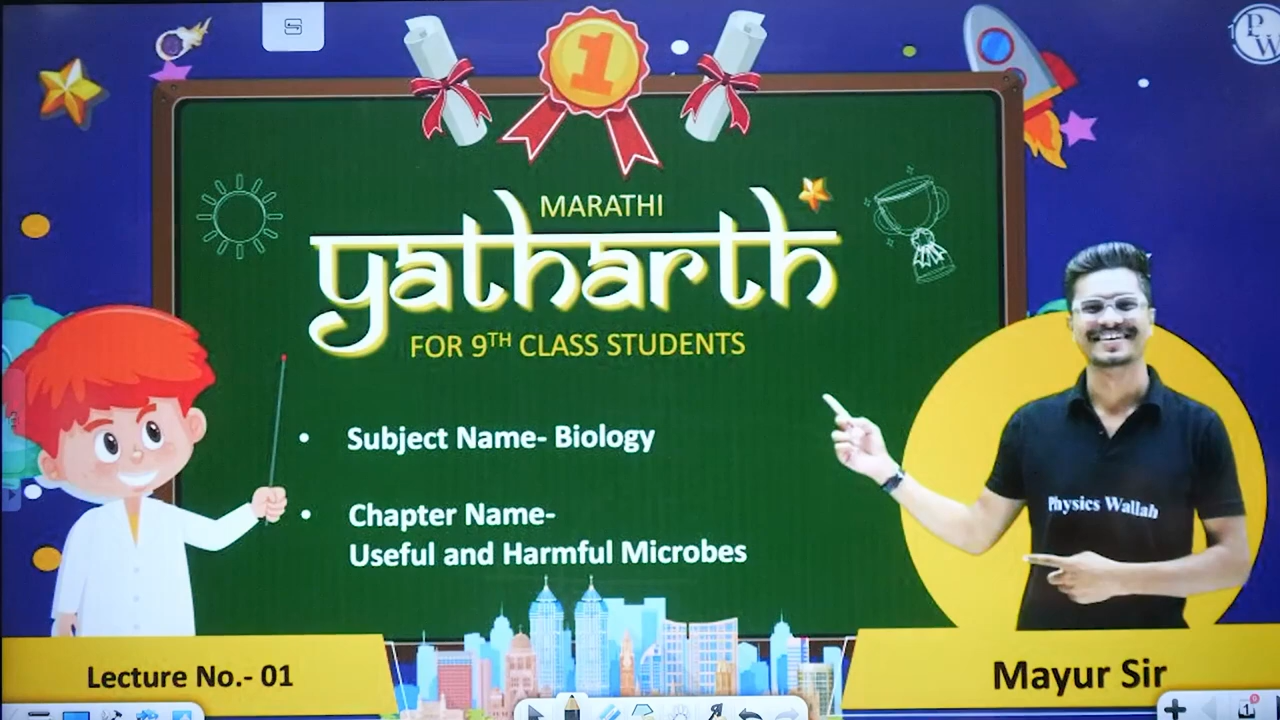 1
PW
MARATHI
yatharth
FOR 9TH CLASS STUDENTS
• Subject Name- Biology
• Chapter Name-
Useful and Harmful Microbes
Physics Wallah
Lecture No.- 01
Mayur Sir